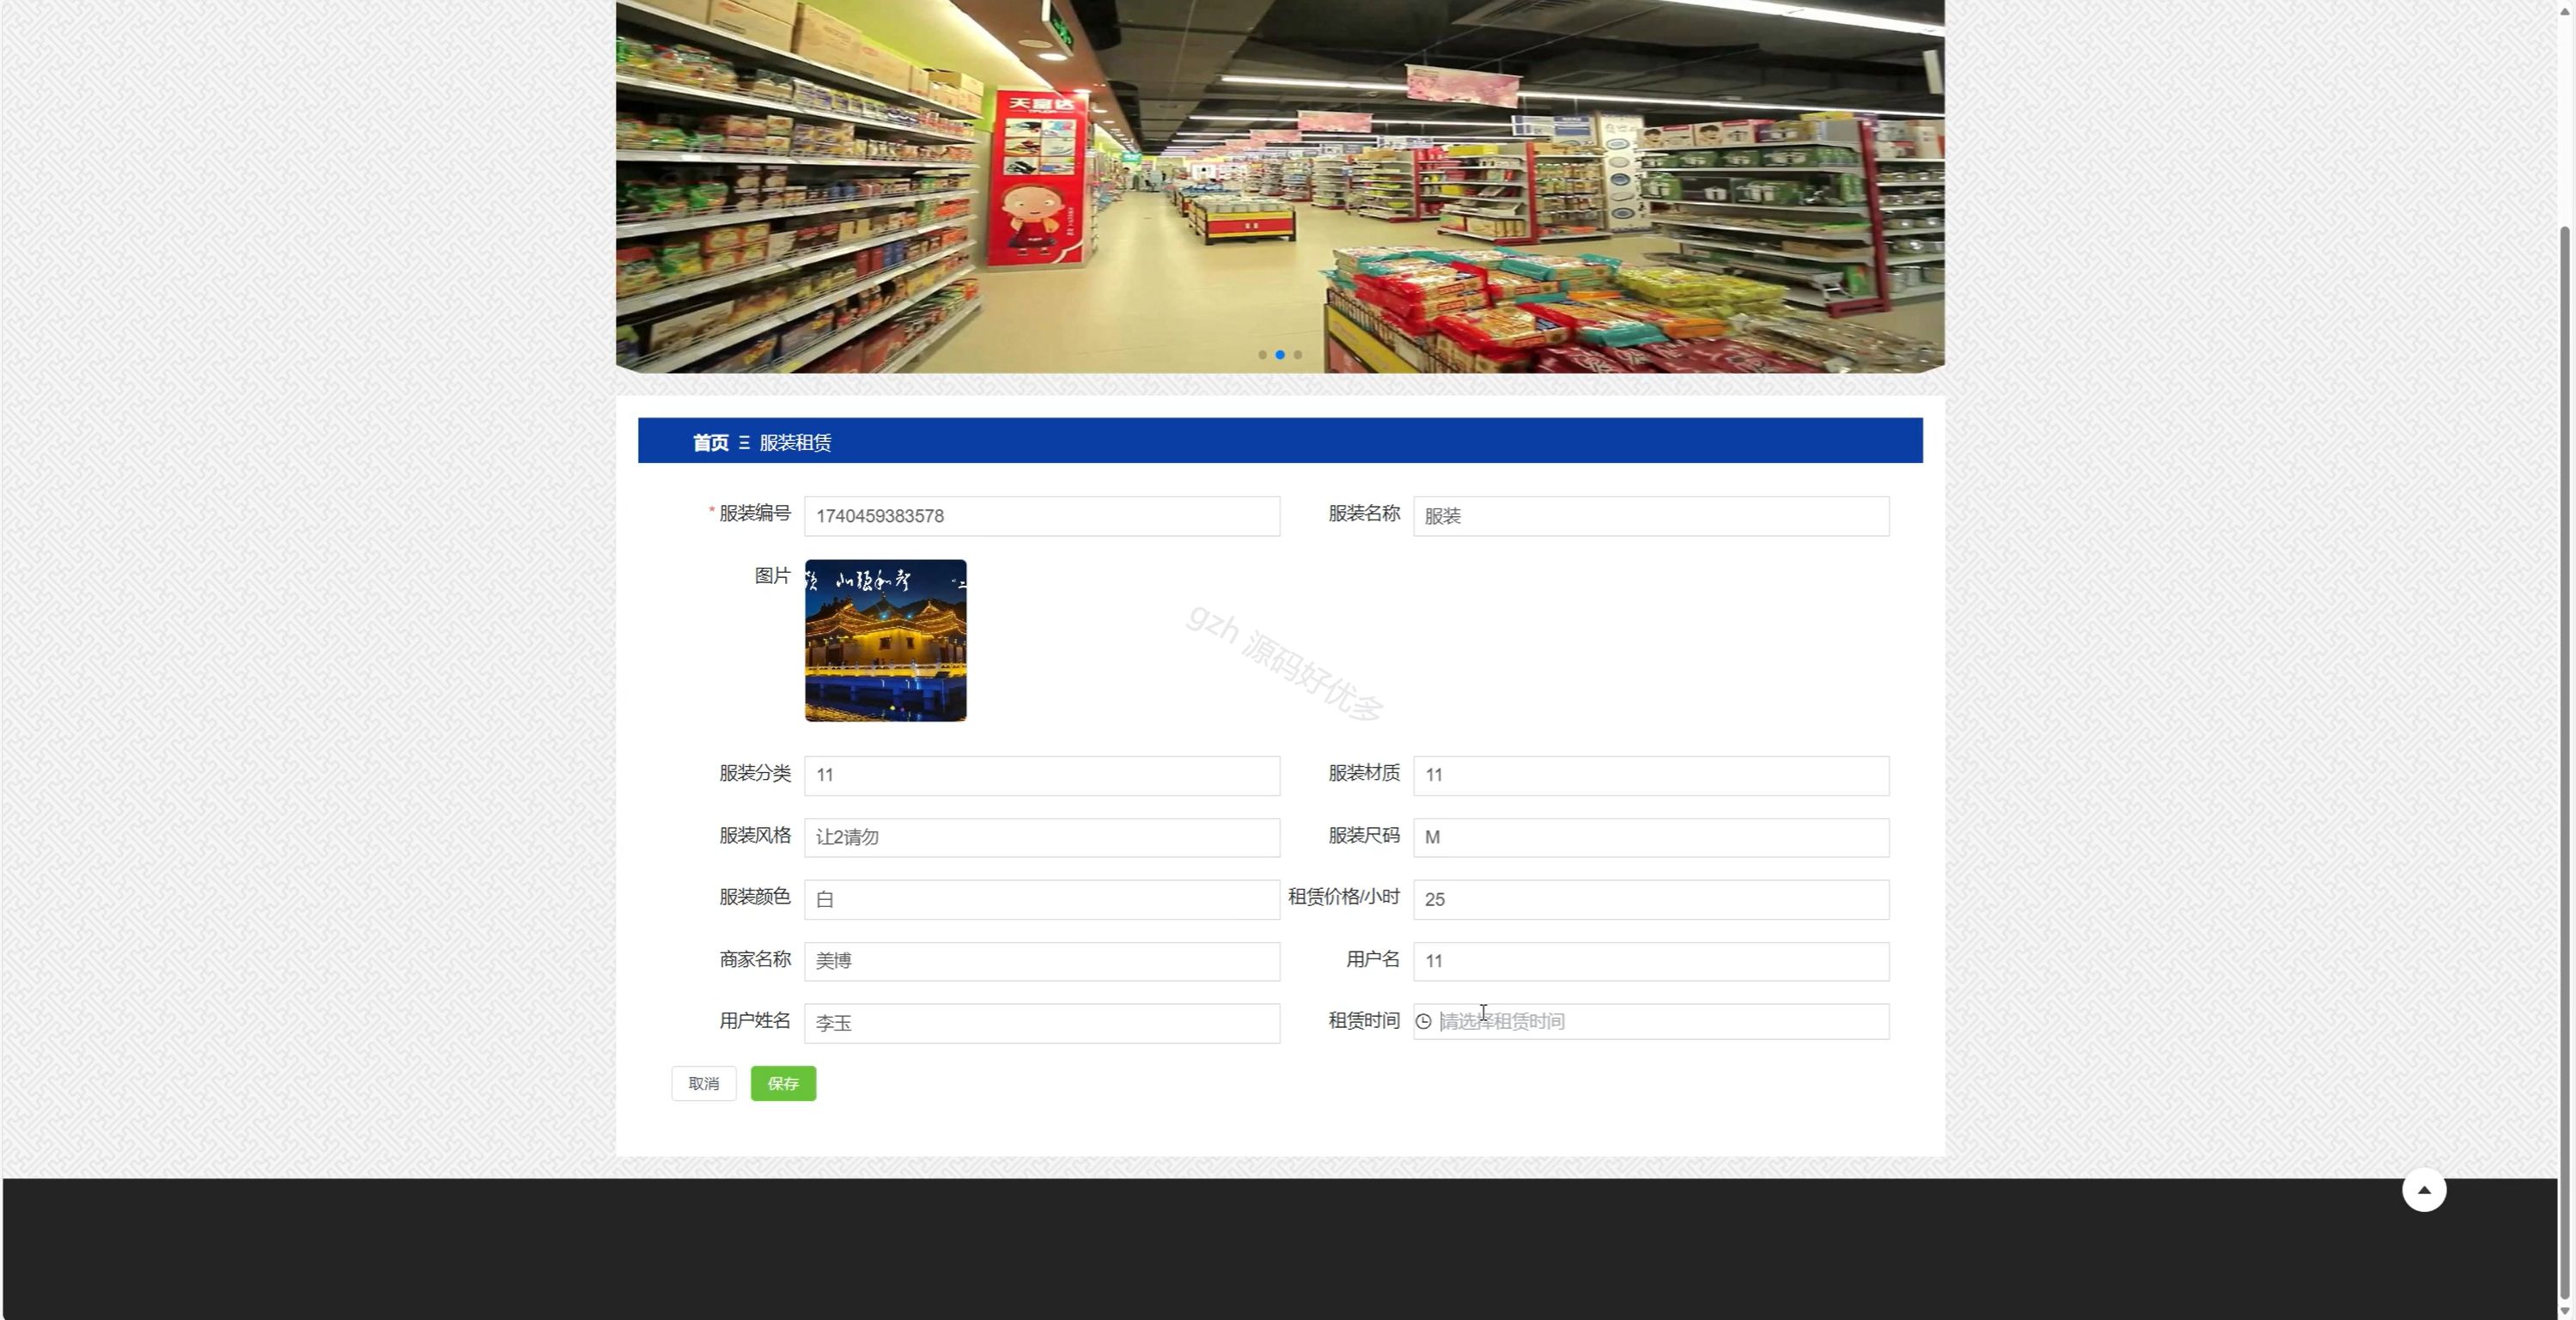 天富达
首页 Ξ 服装租赁
* 服装编号 1740459383578 服装名称 服装
图片
gzh 源码好优多
服装分类 11 服装材质 11
服装风格 让2请勿 服装尺码 M
服装颜色 白 租赁价格/小时 25
商家名称 美博 用户名 11
用户姓名 李玉 租赁时间 请选择租赁时间
取消 保存